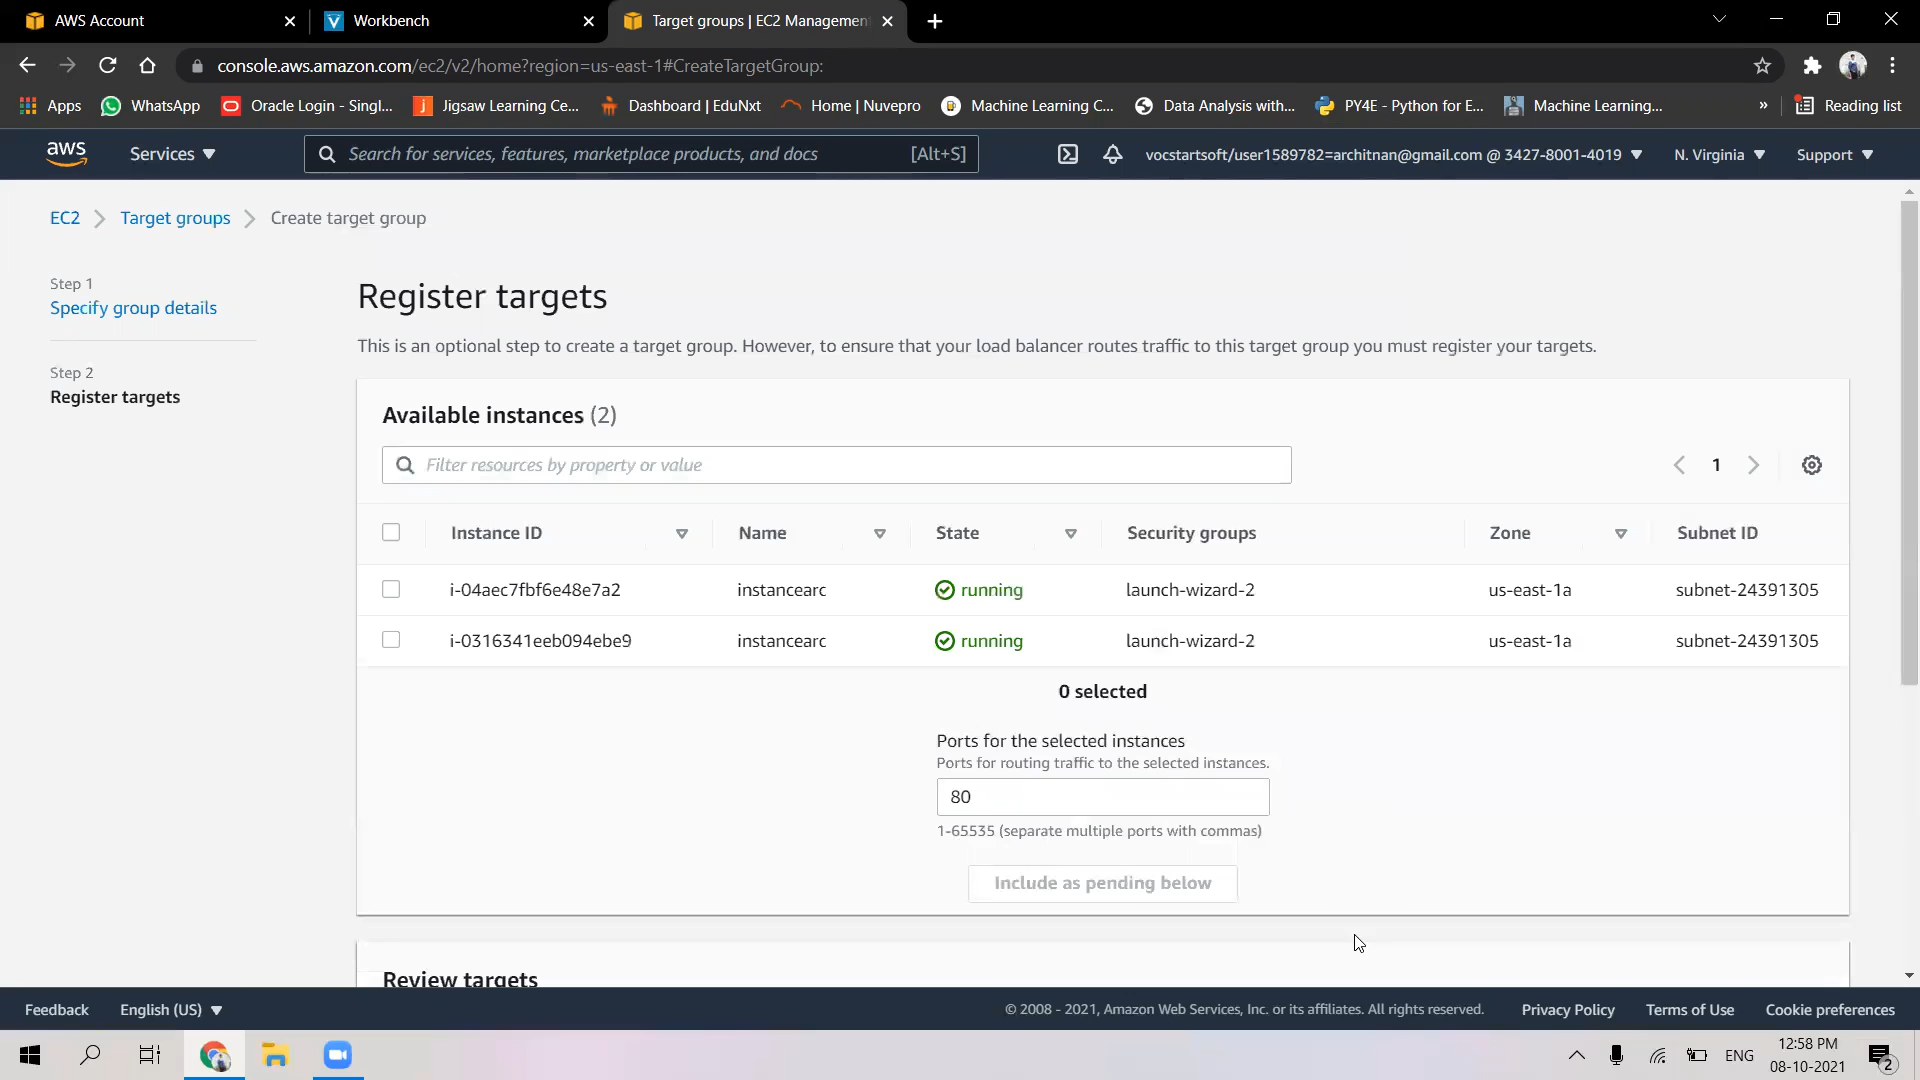 AWS Account
Workbench
Target groups | EC2 Managemen
console.aws.amazon.com/ec2/v2/home?region=us-east-1#CreateTargetGroup:
Apps
WhatsApp
Oracle Login - Singl...
Jigsaw Learning Ce...
Dashboard | EduNxt
Home | Nuvepro
Machine Learning C...
Data Analysis with...
PY4E - Python for E...
Machine Learning...
»
Reading list
aws
Services
Search for services, features, marketplace products, and docs
[Alt+S]
vocstartsoft/user1589782=architnan@gmail.com @ 3427-8001-4019
N. Virginia
Support
EC2
Target groups
Create target group
Step 1
Specify group details
Step 2
Register targets
Register targets
This is an optional step to create a target group. However, to ensure that your load balancer routes traffic to this target group you must register your targets.
Available instances (2)
Filter resources by property or value
1
Instance ID Name State Security groups Zone Subnet ID
i-04aec7fbf6e48e7a2 instancearc running launch-wizard-2 us-east-1a subnet-24391305
i-0316341eeb094ebe9 instancearc running launch-wizard-2 us-east-1a subnet-24391305
0 selected
Ports for the selected instances
Ports for routing traffic to the selected instances.
80
1-65535 (separate multiple ports with commas)
Include as pending below
Review targets
Feedback
English (US)
© 2008 - 2021, Amazon Web Services, Inc. or its affiliates. All rights reserved.
Privacy Policy
Terms of Use
Cookie preferences
ENG
12:58 PM
08-10-2021
2